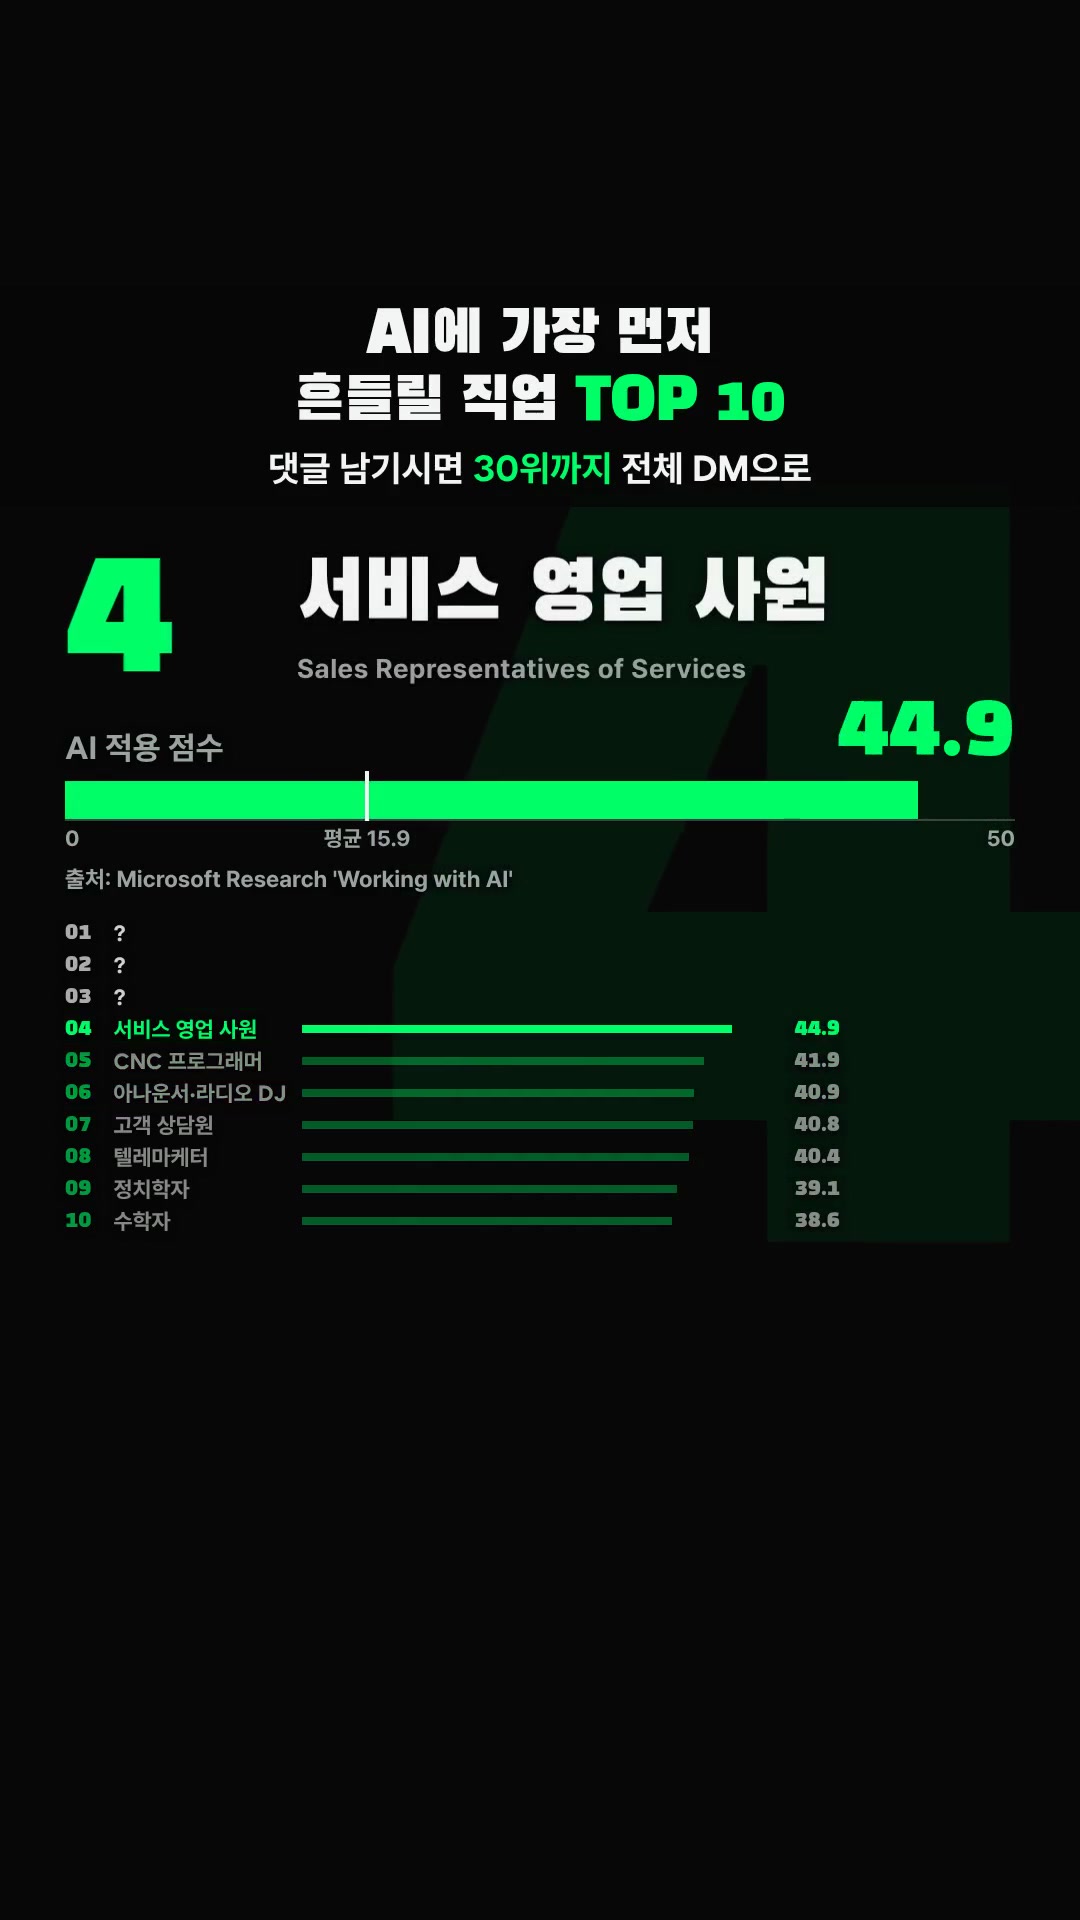 AI에 가장 먼저
흔들릴 직업 TOP 10
댓글 남기시면 30위까지 전체 DM으로
4 서비스 영업 사원
Sales Representatives of Services
44.9
AI 적용 점수
0 평균 15.9 50
출처: Microsoft Research 'Working with AI'
01 ?
02 ?
03 ?
04 서비스 영업 사원 44.9
05 CNC 프로그래머 41.9
06 아나운서·라디오 DJ 40.9
07 고객 상담원 40.8
08 텔레마케터 40.4
09 정치학자 39.1
10 수학자 38.6